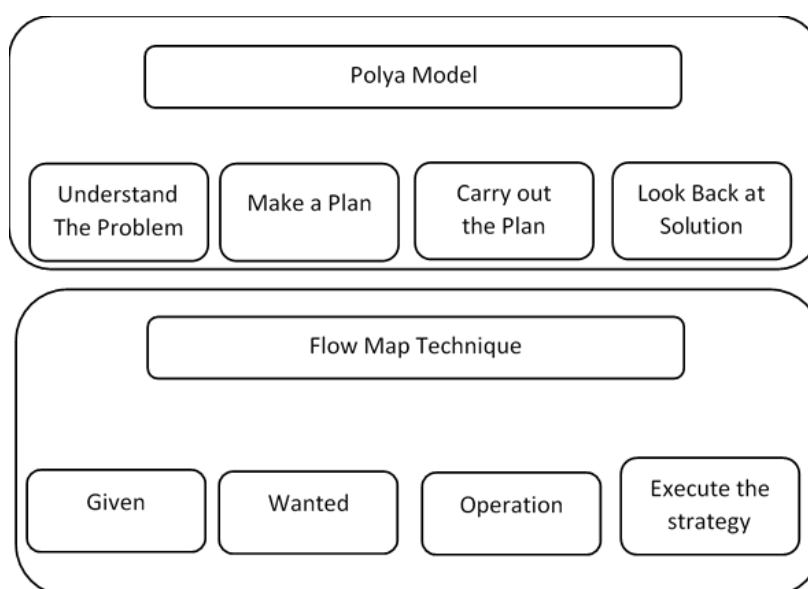 Polya Model
Understand
The Problem
Make a Plan
Carry out
the Plan
Look Back at
Solution
Flow Map Technique
Given
Wanted
Operation
Execute the
strategy